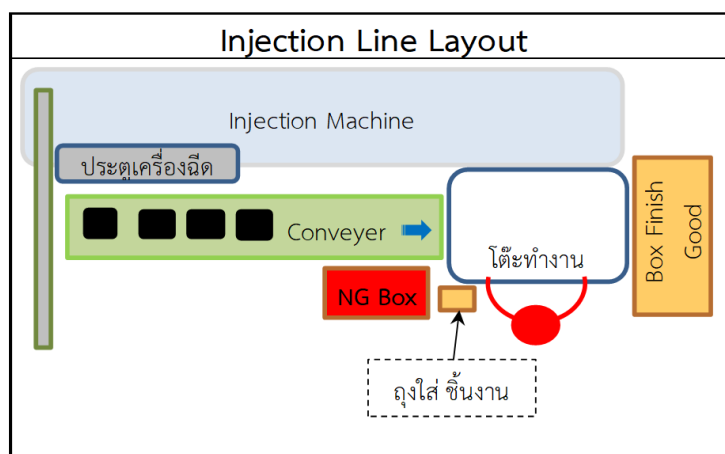 Injection Line Layout
Injection Machine
ประตูเครื่องฉีด
Conveyer
โต๊ะทำงาน
Box Finish
Good
NG Box
ถุงใส่ ชิ้นงาน